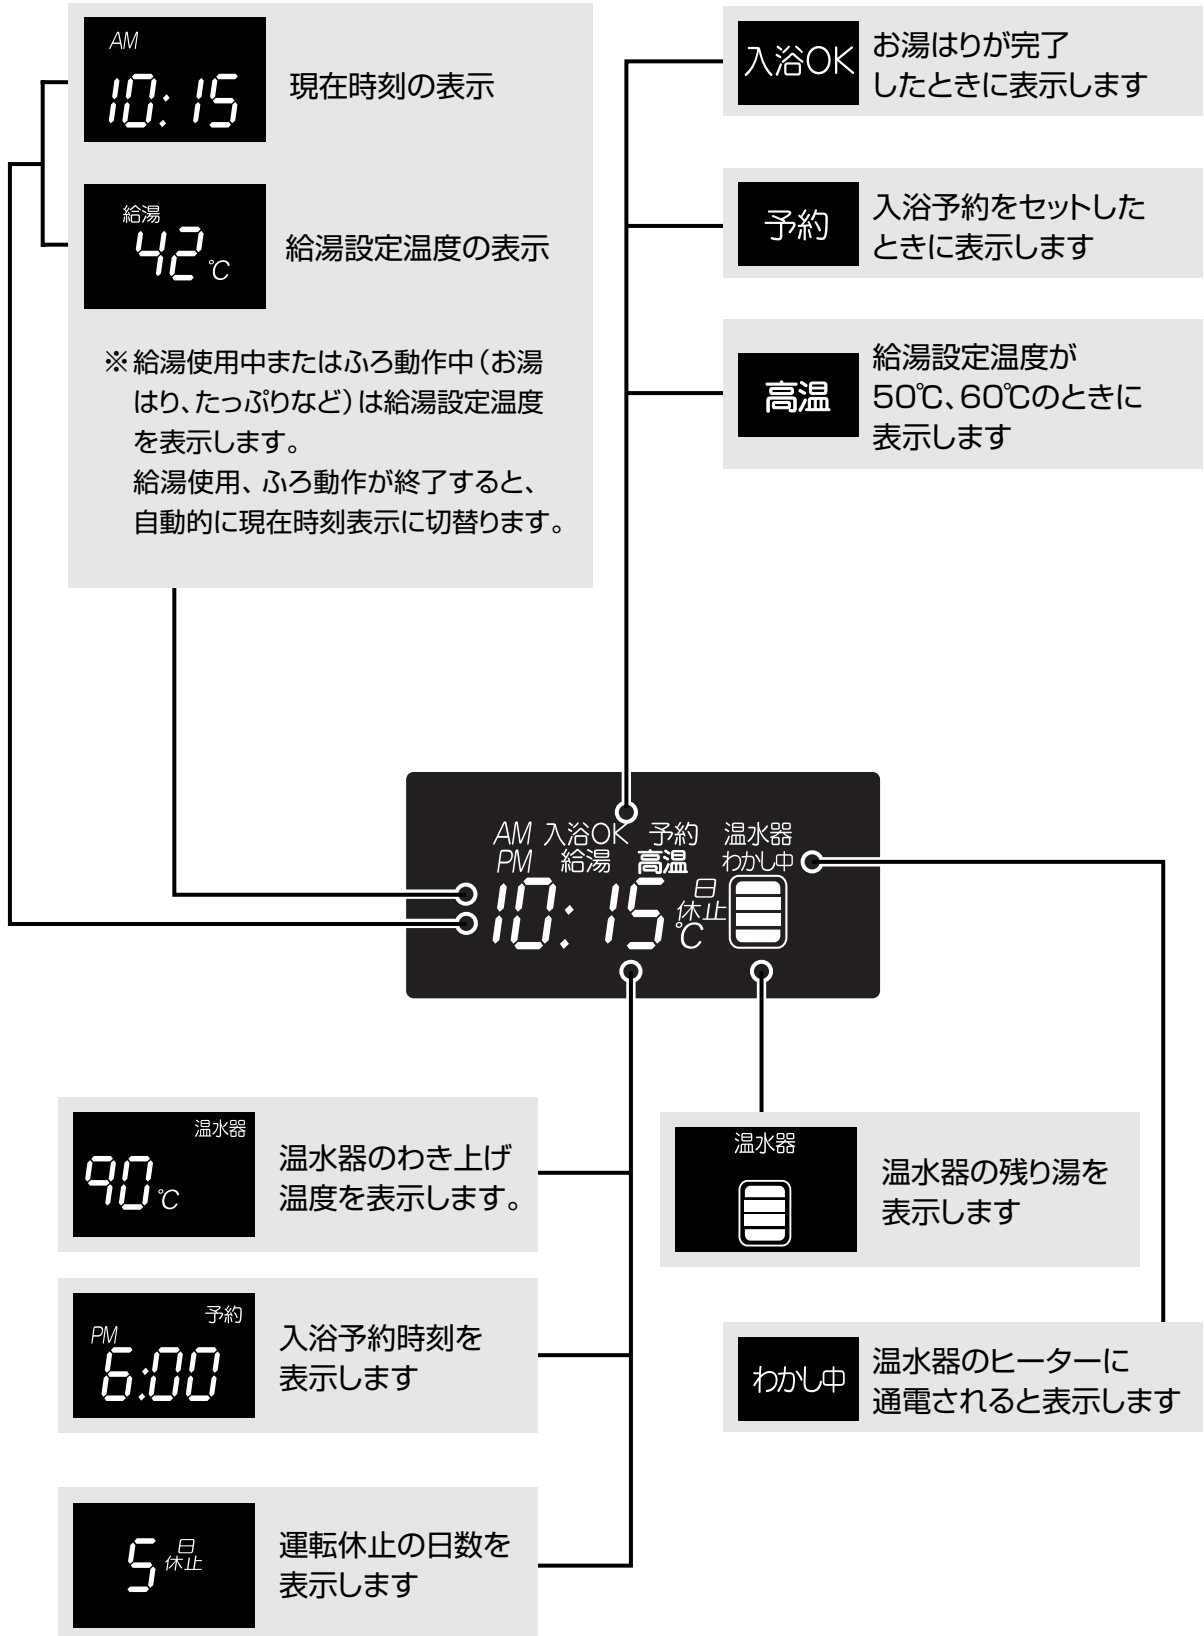 AM
10:15
現在時刻の表示
給湯
42℃
給湯設定温度の表示
※給湯使用中またはふろ動作中（お湯
はり、たっぷりなど）は給湯設定温度
を表示します。
給湯使用、ふろ動作が終了すると、
自動的に現在時刻表示に切替ります。
入浴OK
お湯はりが完了
したときに表示します
予約
入浴予約をセットした
ときに表示します
高温
給湯設定温度が
50℃、60℃のときに
表示します
AM 入浴OK 予約 温水器
PM 給湯 高温 わかし中
10:15 日
休止
℃
温水器
90℃
温水器のわき上げ
温度を表示します。
予約
PM
6:00
入浴予約時刻を
表示します
5 日
休止
運転休止の日数を
表示します
温水器
温水器の残り湯を
表示します
わかし中
温水器のヒーターに
通電されると表示します